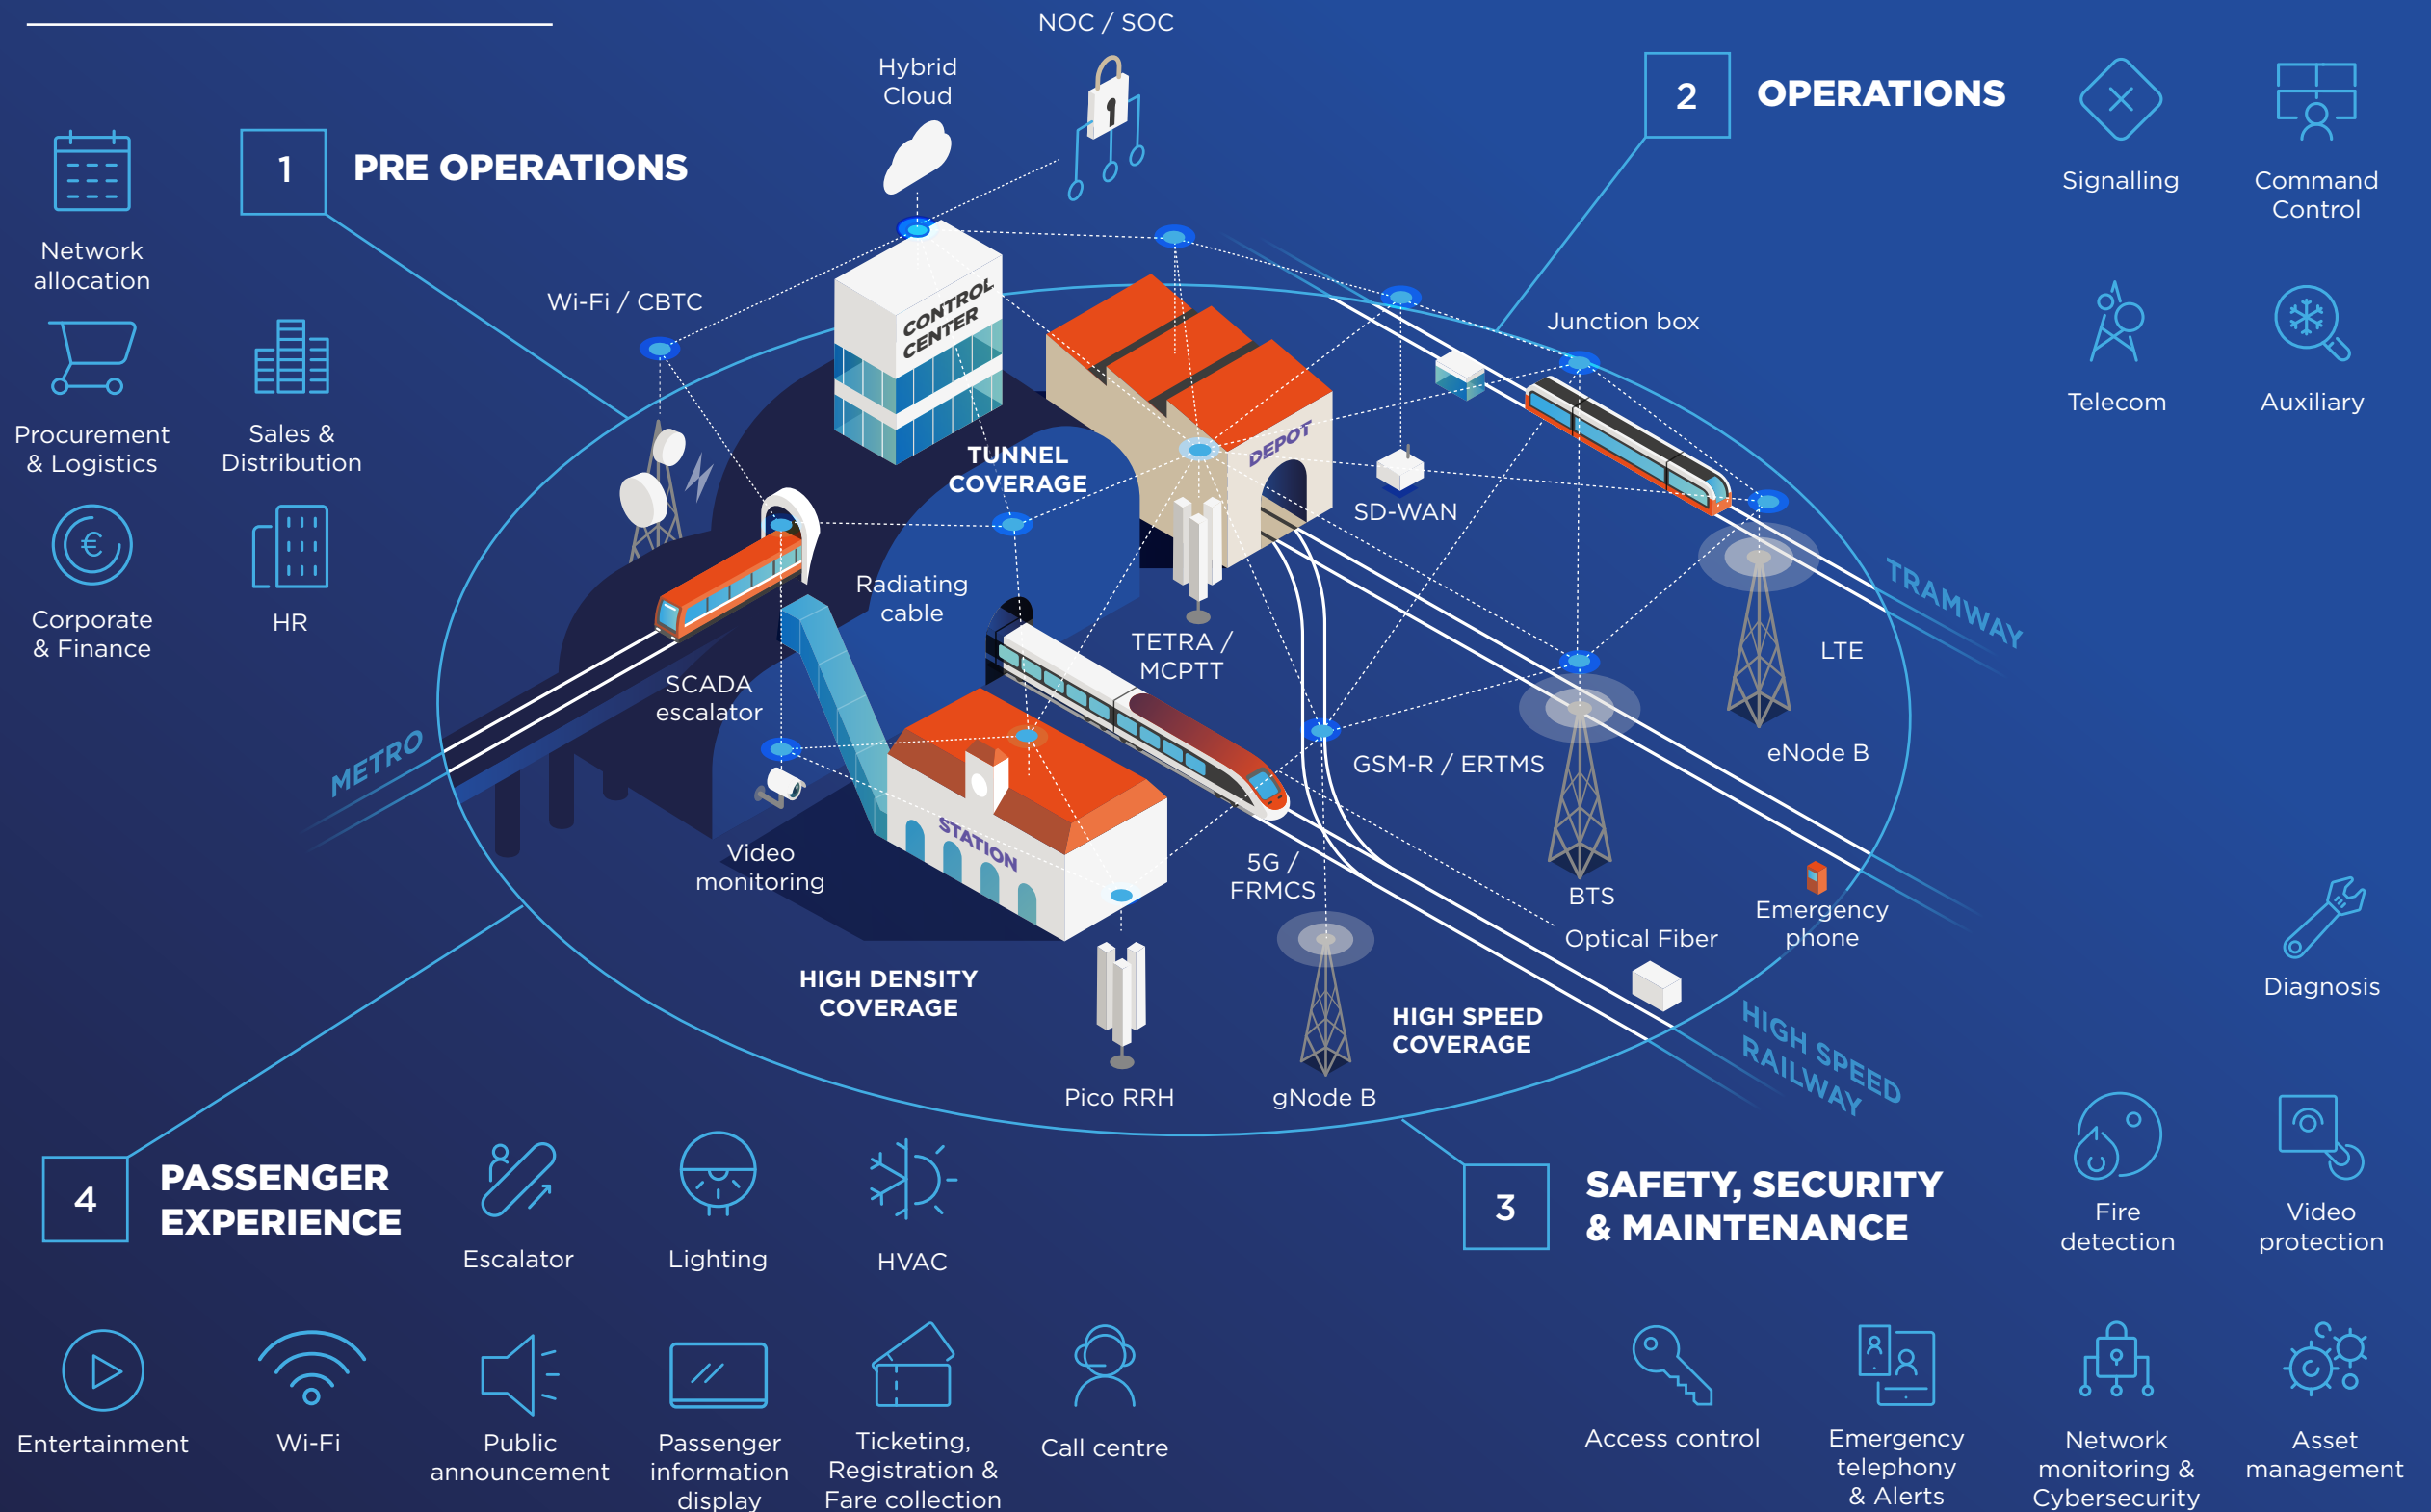 NOC / SOC
Hybrid
Cloud
1
PRE OPERATIONS
Network
allocation
Procurement
& Logistics
Sales &
Distribution
Corporate
& Finance
HR
2
OPERATIONS
Signalling
Command
Control
Telecom
Auxiliary
Wi-Fi / CBTC
CONTROL
CENTER
Junction box
TUNNEL
COVERAGE
DEPOT
SD-WAN
Radiating
cable
TETRA /
MCPTT
TRAMWAY
LTE
eNode B
SCADA
escalator
METRO
GSM-R / ERTMS
Video
monitoring
STATION
5G /
FRMCS
BTS
Emergency
phone
Optical Fiber
HIGH DENSITY
COVERAGE
HIGH SPEED
COVERAGE
HIGH SPEED
RAILWAY
Pico RRH
gNode B
Diagnosis
3
SAFETY, SECURITY
& MAINTENANCE
Fire
detection
Video
protection
Access control
Emergency
telephony
& Alerts
Network
monitoring &
Cybersecurity
Asset
management
4
PASSENGER
EXPERIENCE
Escalator
Lighting
HVAC
Entertainment
Wi-Fi
Public
announcement
Passenger
information
display
Ticketing,
Registration &
Fare collection
Call centre